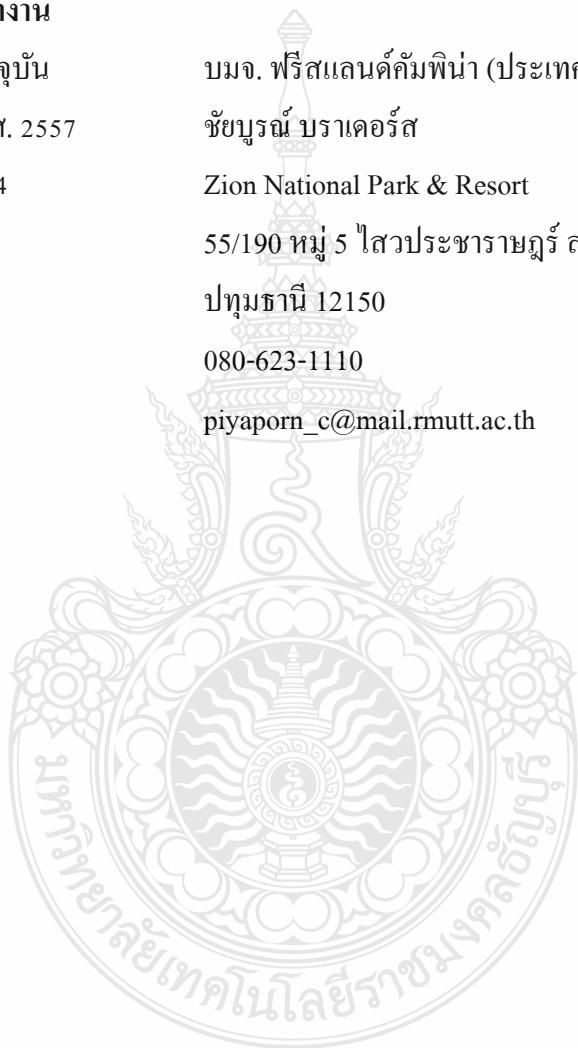 จุบัน บมจ. ฟรีสแลนด์คัมพิน่า (ประเทศ
. 2557 ชัยบูรณ์ บราเดอร์ส
4 Zion National Park & Resort
55/190 หมู่ 5 ไสวประชาราษฎร์
ปทุมธานี 12150
080-623-1110
piyaporn_c@mail.rmutt.ac.th
มหาวิทยาลัยเทคโนโลยีราชมงคลธัญบุรี